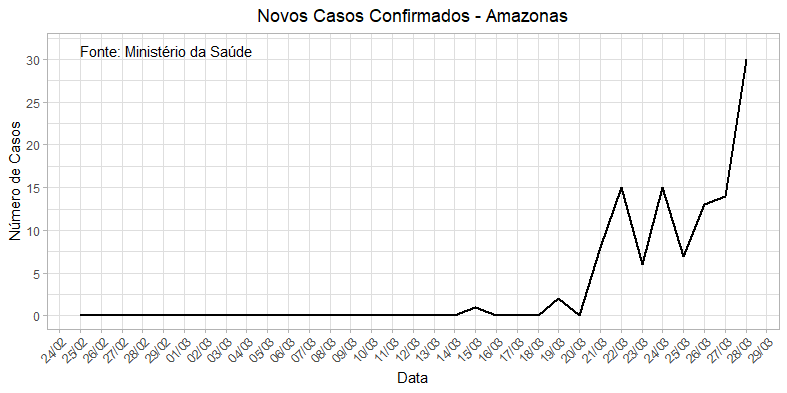 Novos Casos Confirmados - Amazonas
Fonte: Ministério da Saúde
Número de Casos
30
25
20
15
10
5
0
24/02 25/02 26/02 27/02 28/02 29/02 01/03 02/03 03/03 04/03 05/03 06/03 07/03 08/03 09/03 10/03 11/03 12/03 13/03 14/03 15/03 16/03 17/03 18/03 19/03 20/03 21/03 22/03 23/03 24/03 25/03 26/03 27/03 28/03 29/03
Data